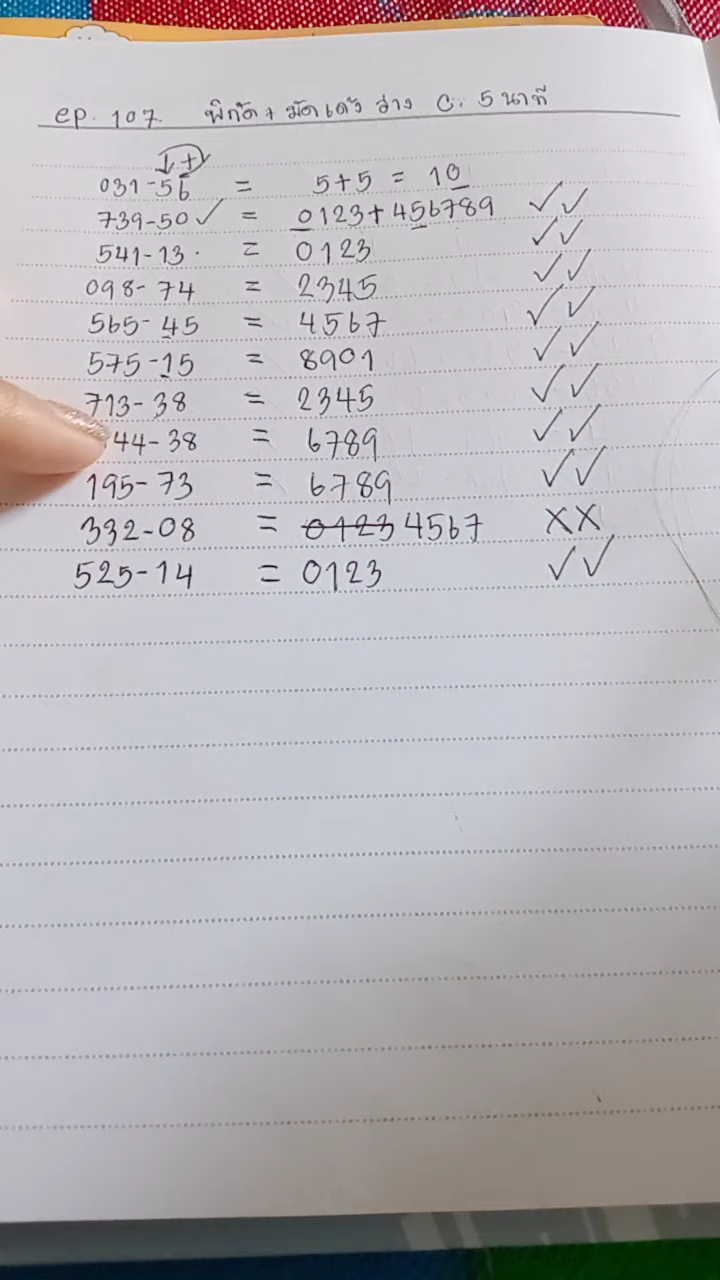 ep. 107. พิกัด + มัดเด้ง ล่าง C. 5 นาที
↓ +
031-56 = 5+5 = 10
739-50 ✓ = 0123+456789 ✓✓
541-13. = 0123 ✓✓
098-74 = 2345 ✓✓
565-45 = 4567 ✓✓
575-15 = 8901 ✓✓
713-38 = 2345 ✓✓
44-38 = 6789 ✓✓
195-73 = 6789 ✓✓
332-08 = 0123 4567 XX
525-14 = 0123 ✓✓